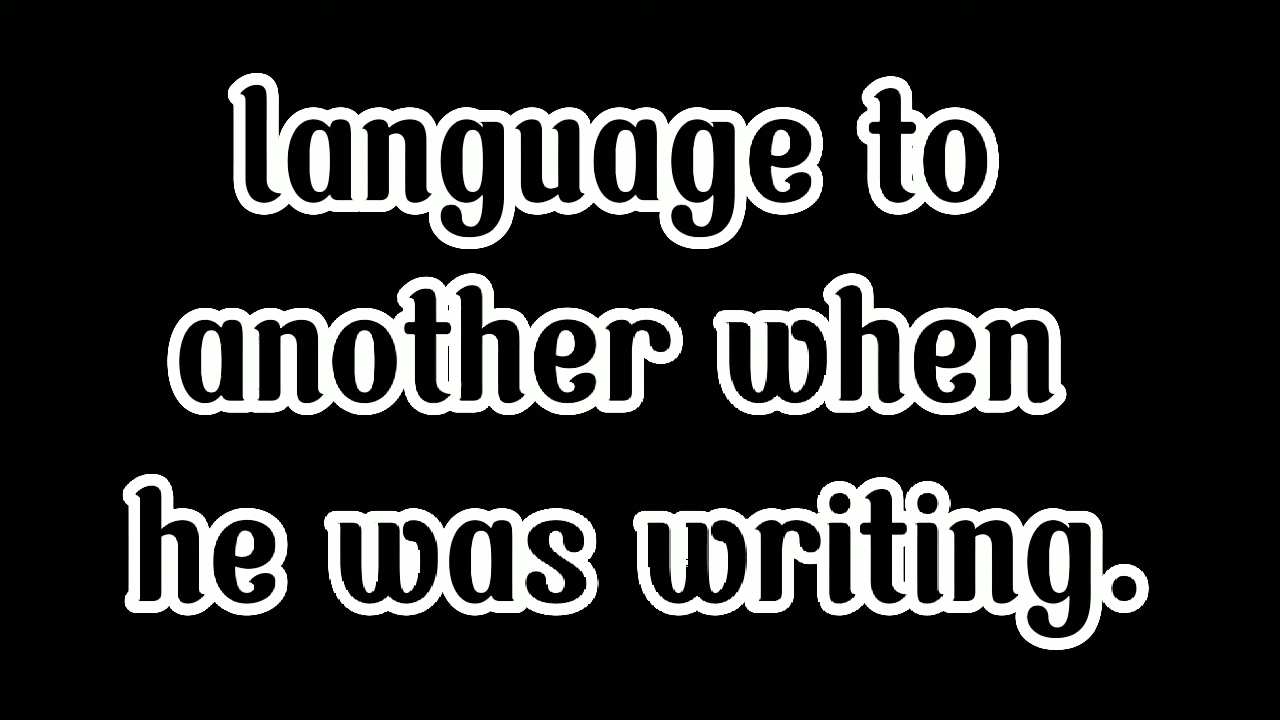 language to
another when
he was writing.